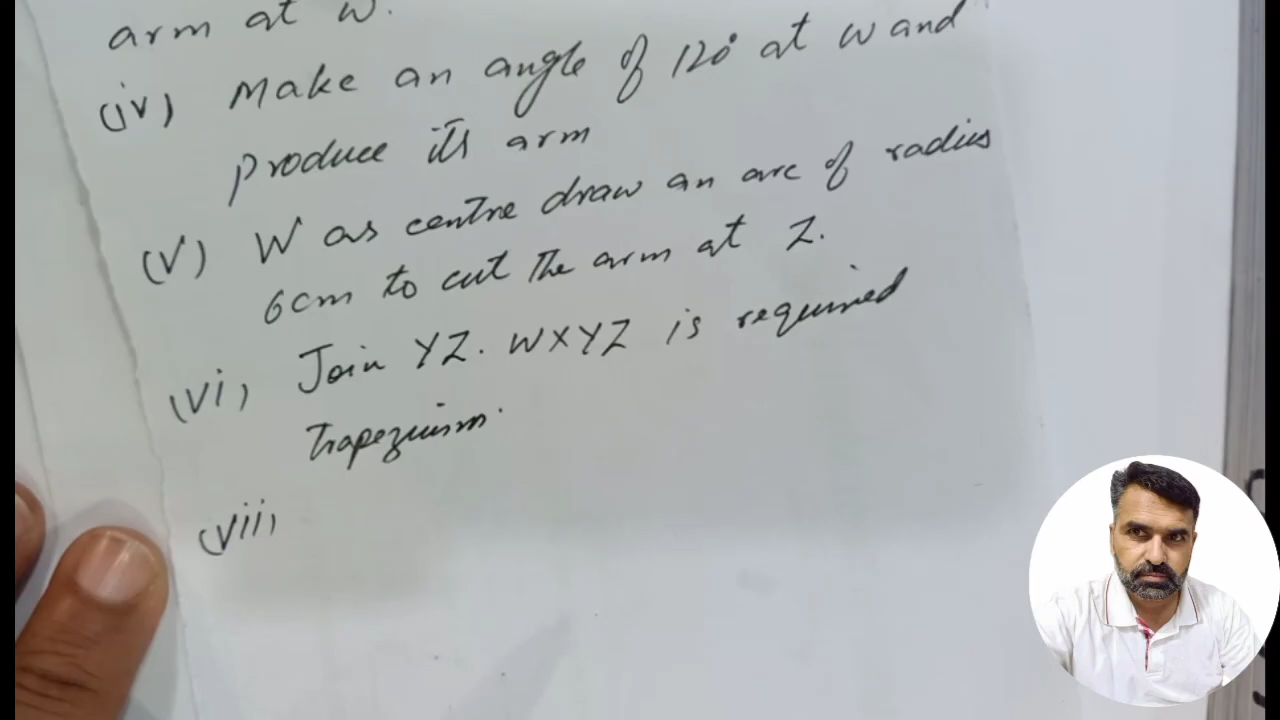 arm at W.
(iv) Make an angle of 120° at W and
produce its arm
(v) W as centre draw an arc of radius
6cm to cut the arm at Z.
(vi) Join YZ. WXYZ is required
Trapezuism.
(vii)